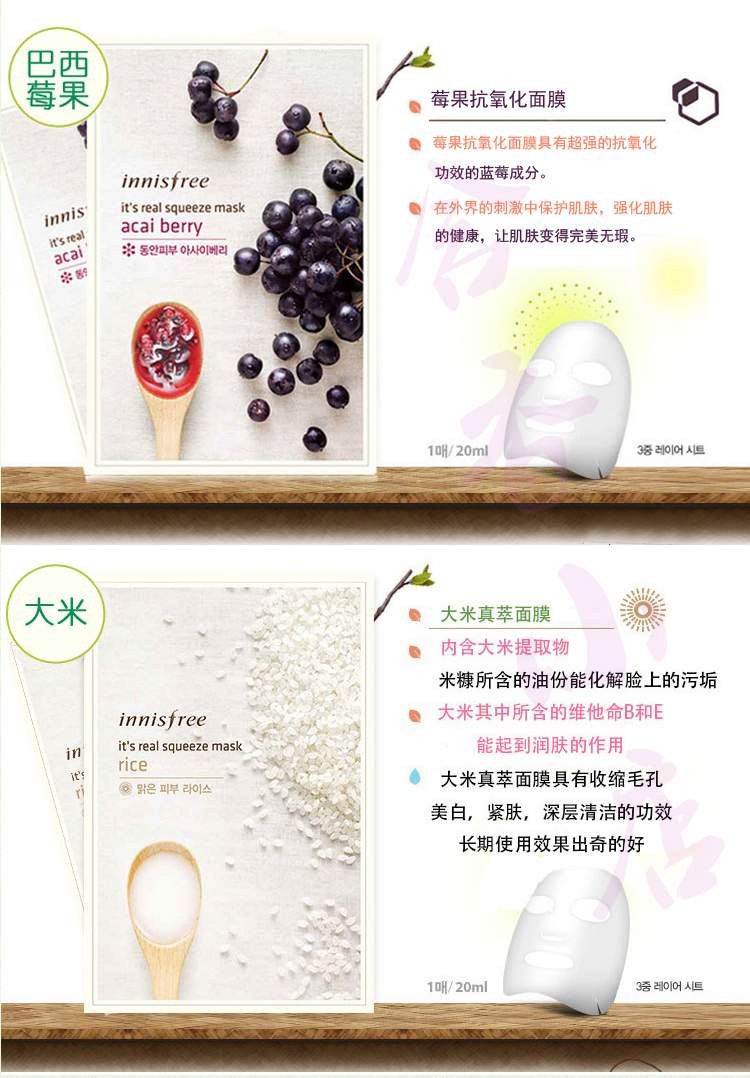 巴西
莓果
innisfree
it's real squeeze mask
acai berry
동안피부 아사이베리
innis
it's real
acai
莓果抗氧化面膜
莓果抗氧化面膜具有超强的抗氧化
功效的蓝莓成分。
在外界的刺激中保护肌肤，强化肌肤
的健康，让肌肤变得完美无瑕。
1매/ 20ml
3중 레이어 시트
大米
innisfree
it's real squeeze mask
rice
맑은 피부 라이스
in
it's
ri
大米真萃面膜
内含大米提取物
米糠所含的油份能化解脸上的污垢
大米其中所含的维他命B和E
能起到润肤的作用
大米真萃面膜具有收缩毛孔
美白，紧肤，深层清洁的功效
长期使用效果出奇的好
1매/ 20ml
3중 레이어 시트
小
店